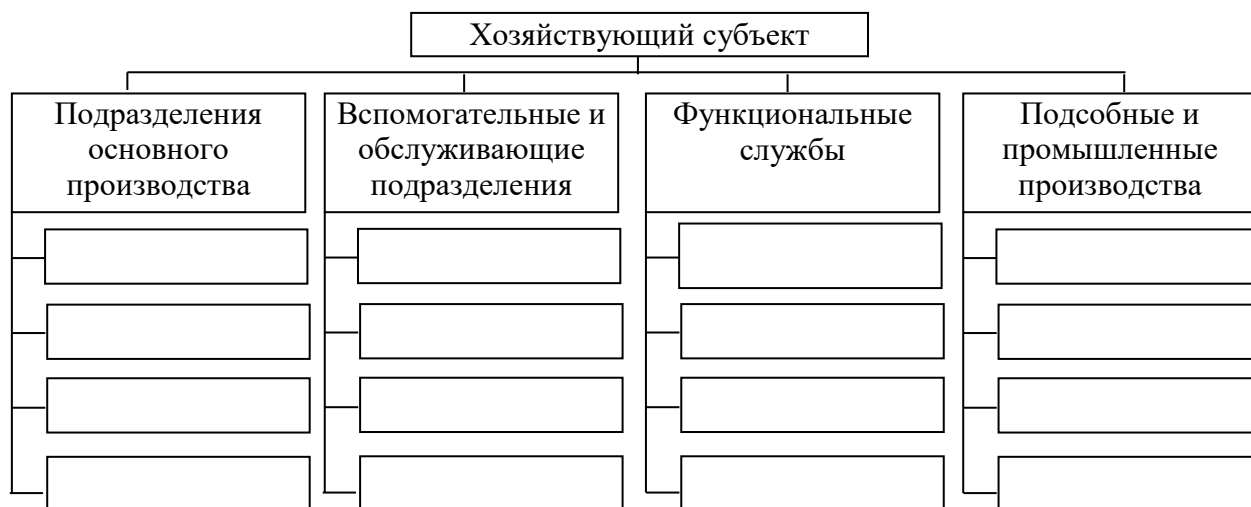 Хозяйствующий субъект
Подразделения
основного
производства
Вспомогательные и
обслуживающие
подразделения
Функциональные
службы
Подсобные и
промышленные
производства